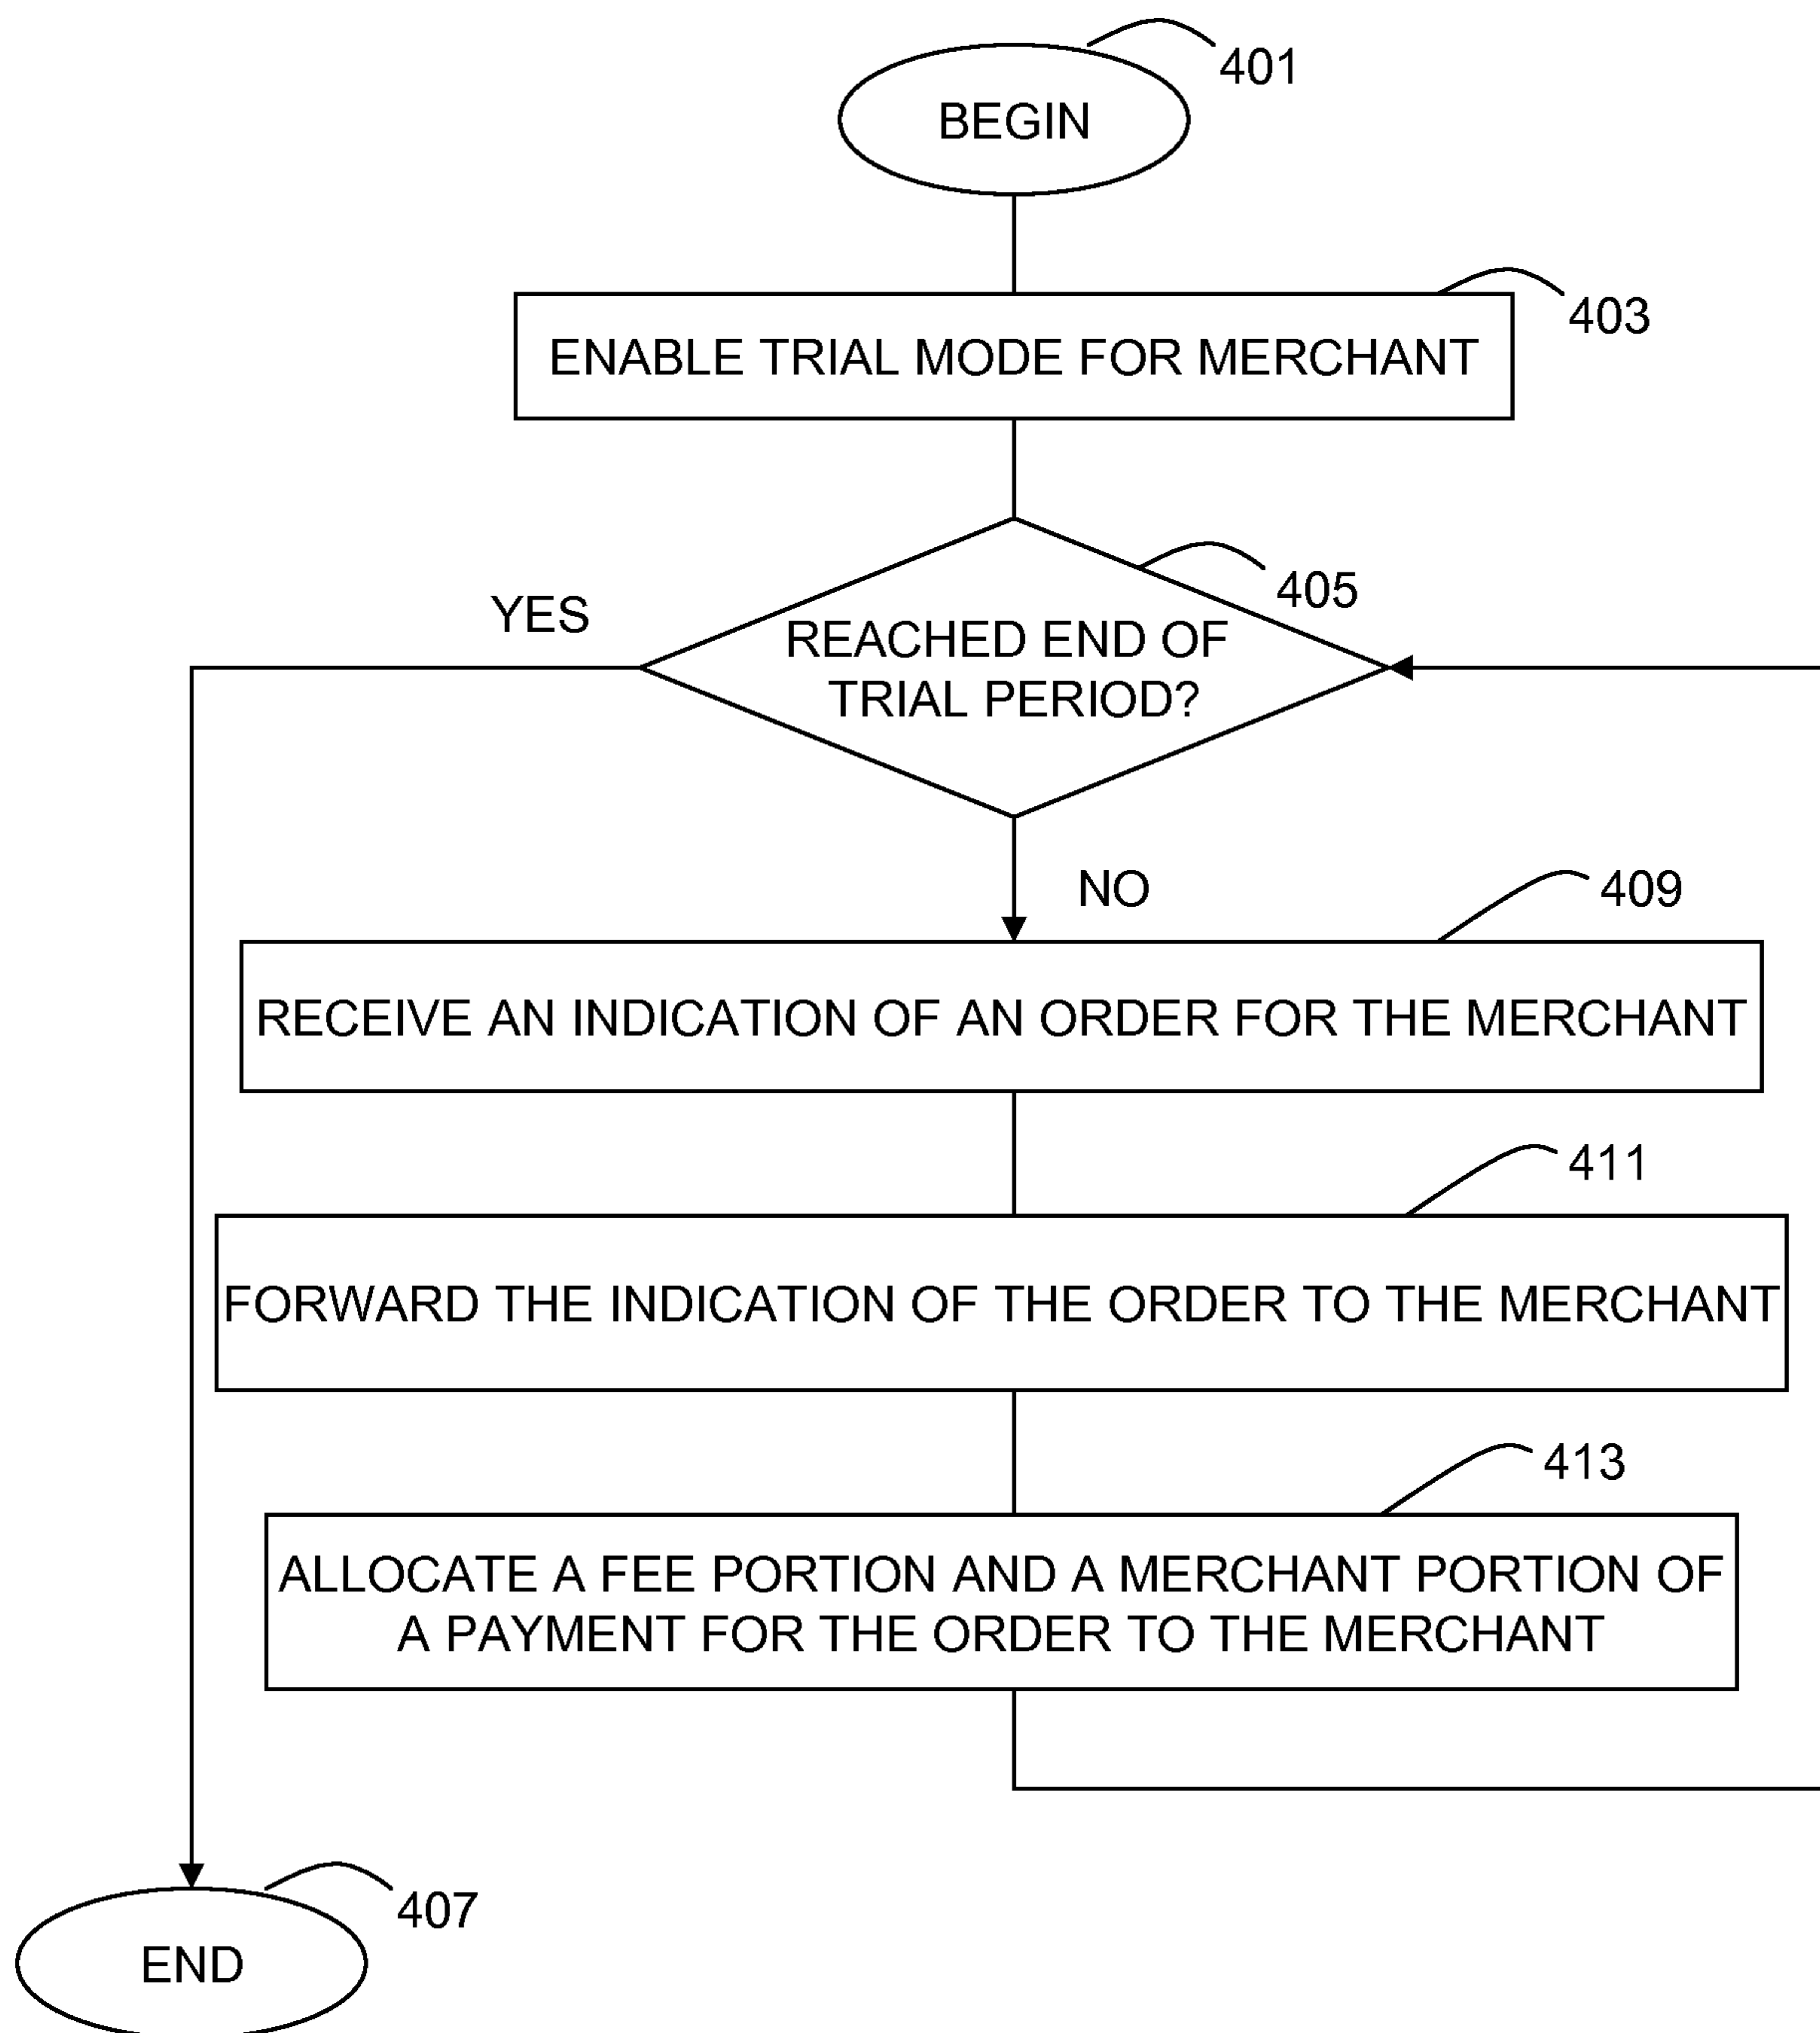 401
BEGIN
403
ENABLE TRIAL MODE FOR MERCHANT
405
YES
REACHED END OF
TRIAL PERIOD?
NO
409
RECEIVE AN INDICATION OF AN ORDER FOR THE MERCHANT
411
FORWARD THE INDICATION OF THE ORDER TO THE MERCHANT
413
ALLOCATE A FEE PORTION AND A MERCHANT PORTION OF
A PAYMENT FOR THE ORDER TO THE MERCHANT
407
END